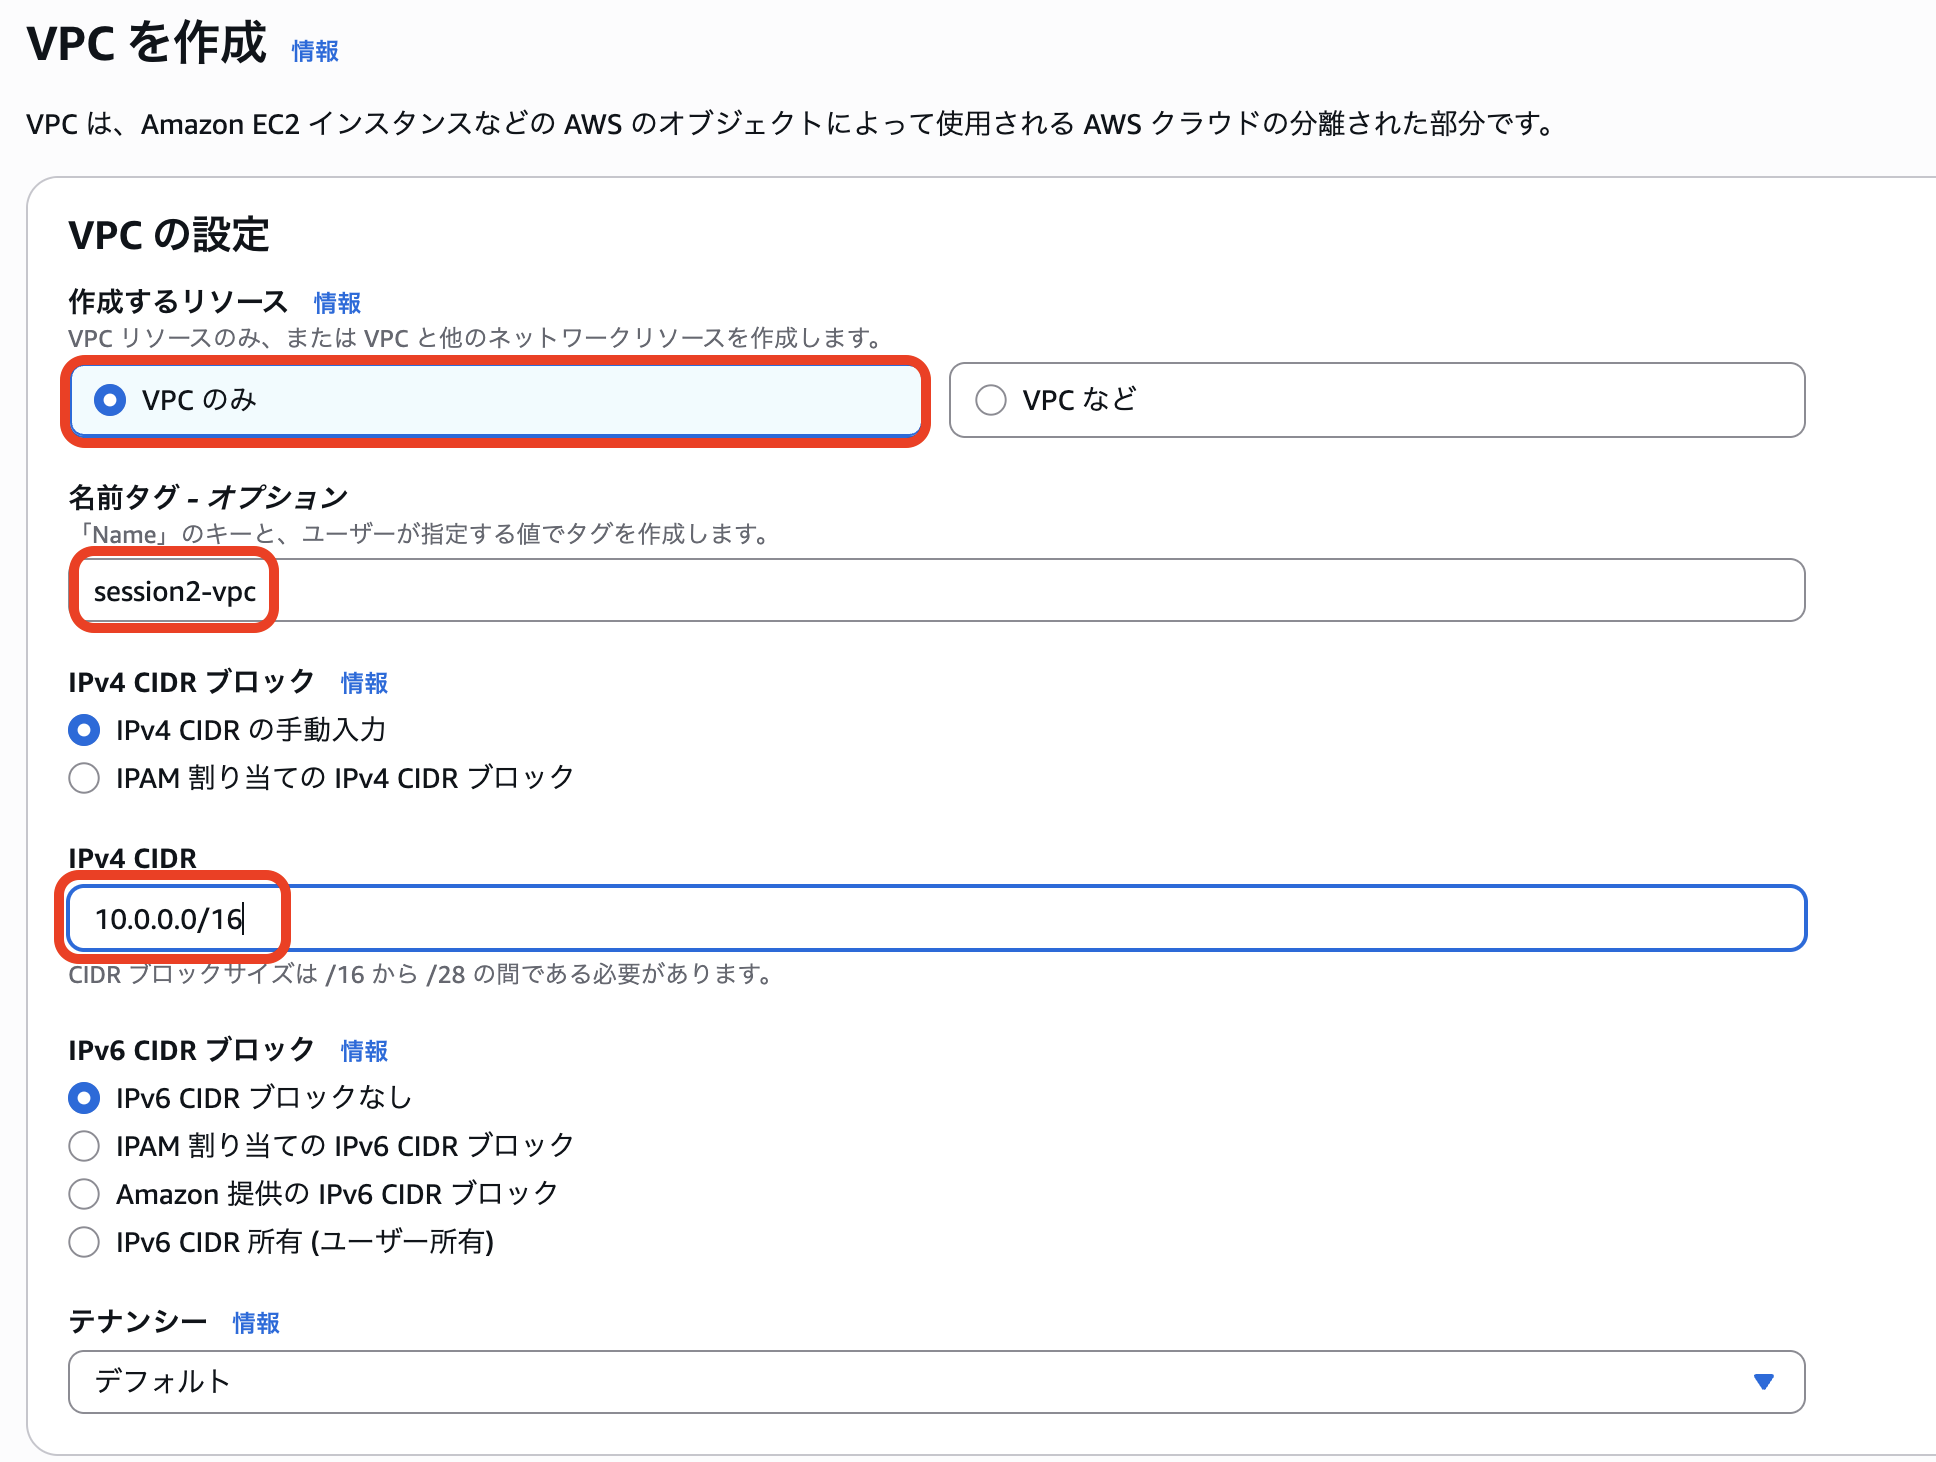 VPC を作成 情報
VPC は、Amazon EC2 インスタンスなどの AWS のオブジェクトによって使用される AWS クラウドの分離された部分です。
VPC の設定
作成するリソース 情報
VPC リソースのみ、または VPC と他のネットワークリソースを作成します。
VPC のみ
VPC など
名前タグ - オプション
「Name」のキーと、ユーザーが指定する値でタグを作成します。
session2-vpc
IPv4 CIDR ブロック 情報
IPv4 CIDR の手動入力
IPAM 割り当ての IPv4 CIDR ブロック
IPv4 CIDR
10.0.0.0/16
CIDR ブロックサイズは /16 から /28 の間である必要があります。
IPv6 CIDR ブロック 情報
IPv6 CIDR ブロックなし
IPAM 割り当ての IPv6 CIDR ブロック
Amazon 提供の IPv6 CIDR ブロック
IPv6 CIDR 所有 (ユーザー所有)
テナンシー 情報
デフォルト